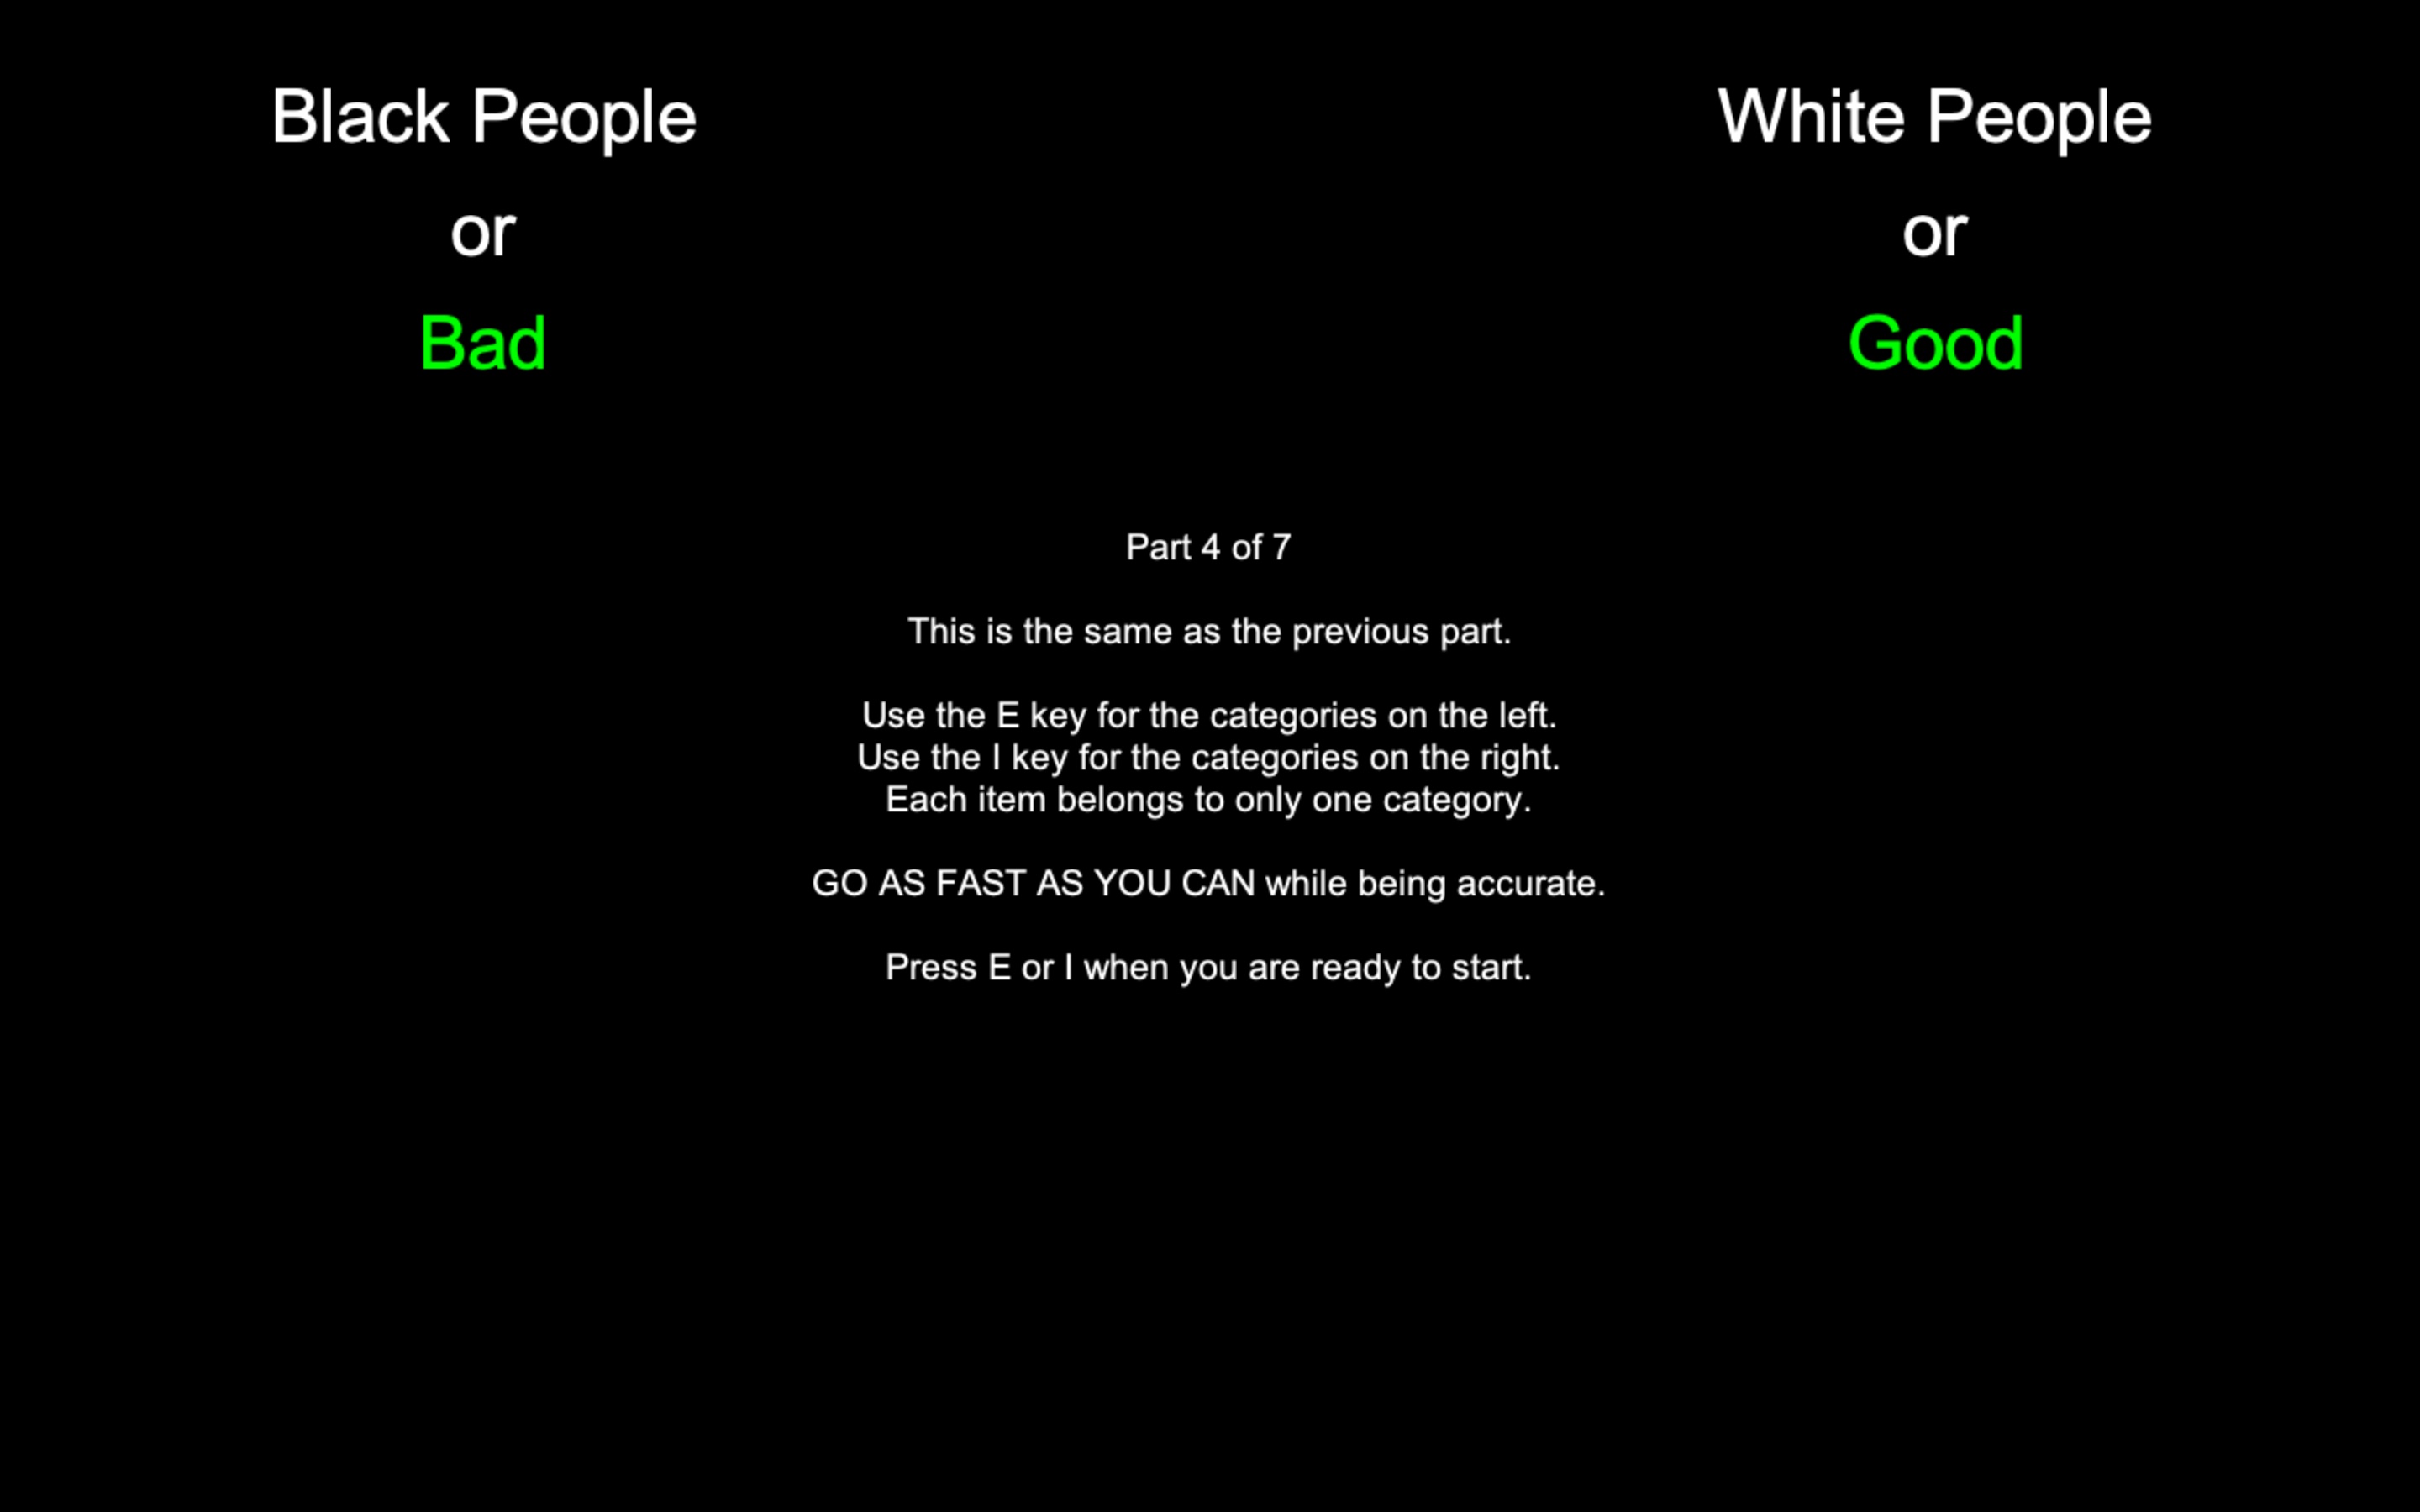 Black People
or
Bad
White People
or
Good
Part 4 of 7
This is the same as the previous part.
Use the E key for the categories on the left.
Use the I key for the categories on the right.
Each item belongs to only one category.
GO AS FAST AS YOU CAN while being accurate.
Press E or I when you are ready to start.